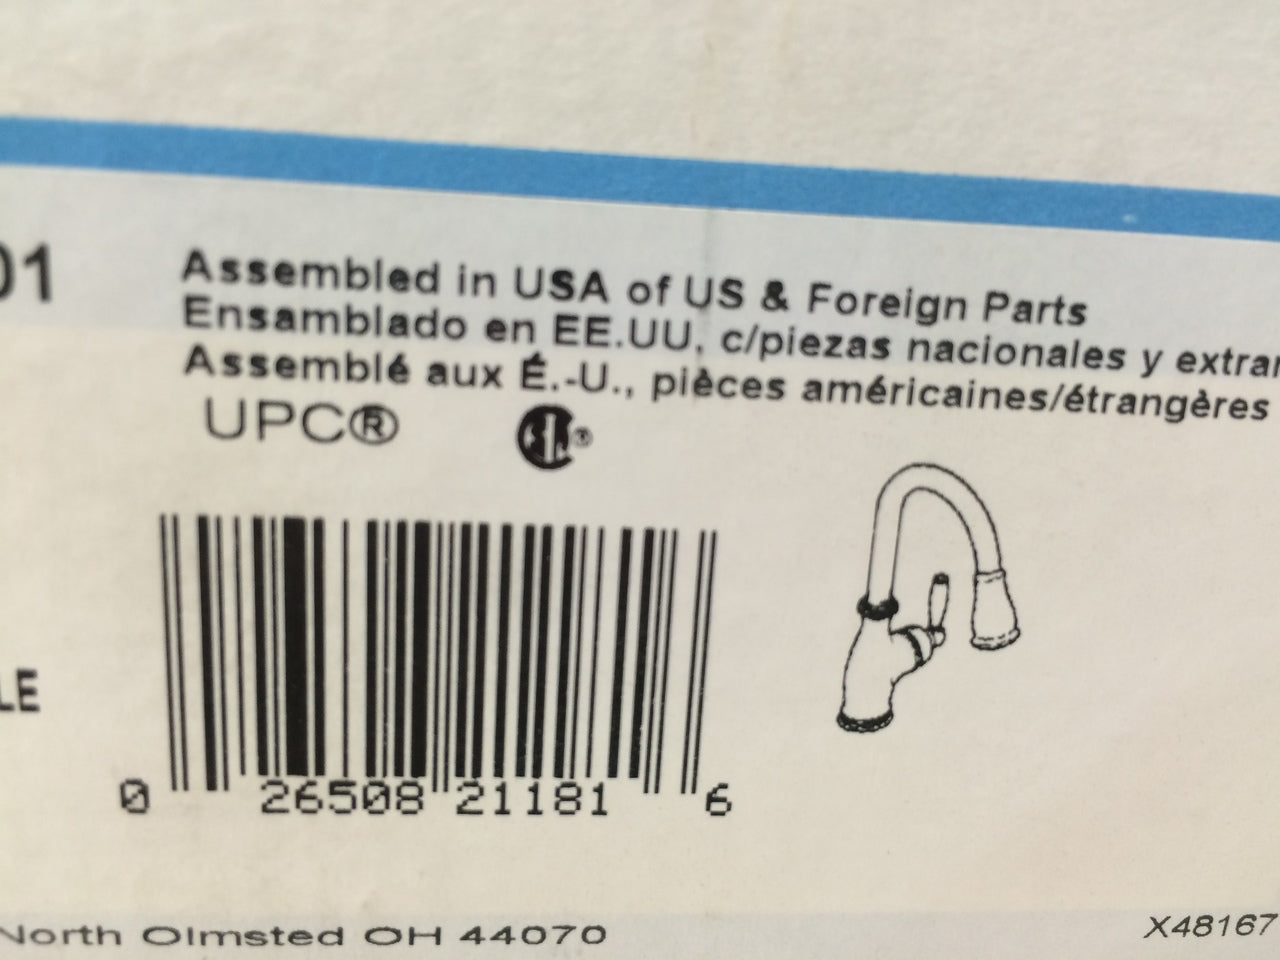 01
Assembled in USA of US & Foreign Parts
Ensamblado en EE.UU. c/piezas nacionales y extran
Assemblé aux É.-U., pièces américaines/étrangères
UPC®
®
LE
0 26508 21181 6
North Olmsted OH 44070
X48167